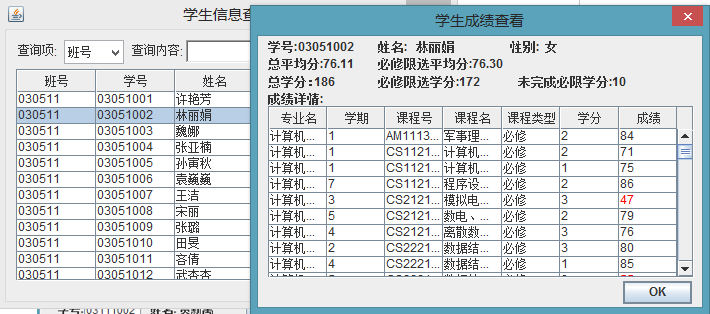 学生信息查
查询项: 班号 查询内容:
班号 学号 姓名
030511 03051001 许艳芳
030511 03051002 林丽娟
030511 03051003 魏娜
030511 03051004 张亚楠
030511 03051005 孙寅秋
030511 03051006 袁巍巍
030511 03051007 王洁
030511 03051008 宋丽
030511 03051009 张璐
030511 03051010 田旻
030511 03051011 容倩
030511 03051012 武杏杏
学号:03111002 姓名:
学生成绩查看
学号:03051002 姓名: 林丽娟 性别: 女
总平均分:76.11 必修限选平均分:76.30
总学分:186 必修限选学分:172 未完成必限学分:10
成绩详情:
专业名 学期 课程号 课程名 课程类型 学分 成绩
计算机... 1 AM1113... 军事理... 必修 2 84
计算机... 1 CS1121... 计算机... 必修 2 71
计算机... 1 CS1121... 计算机... 必修 1 75
计算机... 7 CS1121... 程序设... 必修 2 86
计算机... 3 CS2121... 模拟电... 必修 3 47
计算机... 5 CS2121... 数电、... 必修 2 79
计算机... 4 CS2121... 离散数... 必修 3 76
计算机... 2 CS2221... 数据结... 必修 3 80
计算机... 4 CS2221... 数据结... 必修 1 85
OK